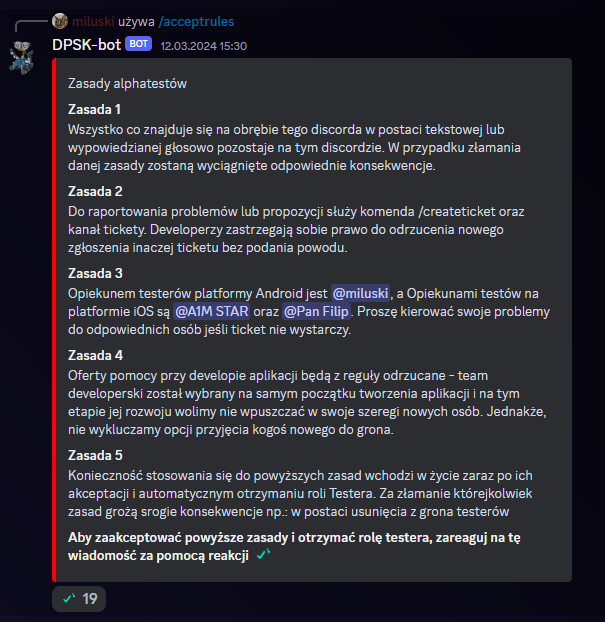 miluski używa /acceptrules
DPSK-bot BOT 12.03.2024 15:30
Zasady alphatestów
Zasada 1
Wszystko co znajduje się na obrębie tego discorda w postaci tekstowej lub
wypowiedzianej głosowo pozostaje na tym discordzie. W przypadku złamania
danej zasady zostaną wyciągnięte odpowiednie konsekwencje.
Zasada 2
Do raportowania problemów lub propozycji służy komenda /createticket oraz
kanał tickety. Developerzy zastrzegają sobie prawo do odrzucenia nowego
zgłoszenia inaczej ticketu bez podania powodu.
Zasada 3
Opiekunem testerów platformy Android jest @miluski, a Opiekunami testów na
platformie iOS są @A1M STAR oraz @Pan Filip. Proszę kierować swoje problemy
do odpowiednich osób jeśli ticket nie wystarczy.
Zasada 4
Oferty pomocy przy developie aplikacji będą z reguły odrzucane - team
developerski został wybrany na samym początku tworzenia aplikacji i na tym
etapie jej rozwoju wolimy nie wpuszczać w swoje szeregi nowych osób. Jednakże,
nie wykluczamy opcji przyjęcia kogoś nowego do grona.
Zasada 5
Konieczność stosowania się do powyższych zasad wchodzi w życie zaraz po ich
akceptacji i automatycznym otrzymaniu roli Testera. Za złamanie którejkolwiek
zasad grożą srogie konsekwencje np.: w postaci usunięcia z grona testerów
Aby zaakceptować powyższe zasady i otrzymać rolę testera, zareaguj na tę
wiadomość za pomocą reakcji
19